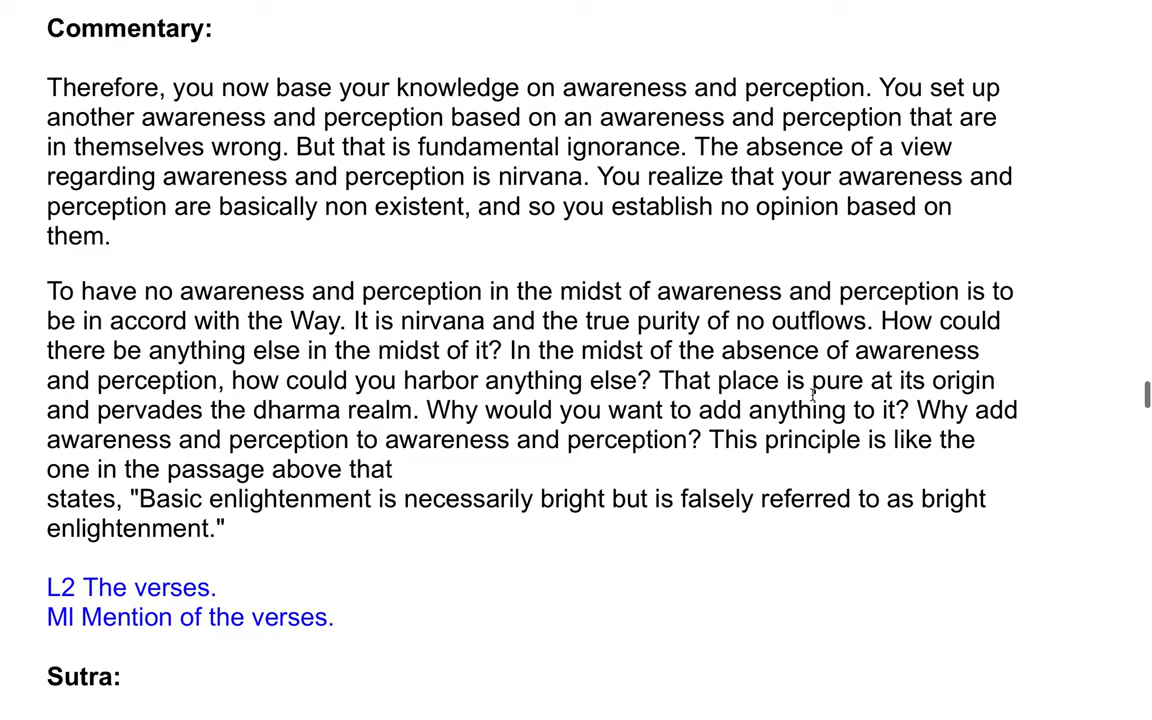 Commentary:
Therefore, you now base your knowledge on awareness and perception. You set up
another awareness and perception based on an awareness and perception that are
in themselves wrong. But that is fundamental ignorance. The absence of a view
regarding awareness and perception is nirvana. You realize that your awareness and
perception are basically non existent, and so you establish no opinion based on
them.
To have no awareness and perception in the midst of awareness and perception is to
be in accord with the Way. It is nirvana and the true purity of no outflows. How could
there be anything else in the midst of it? In the midst of the absence of awareness
and perception, how could you harbor anything else? That place is pure at its origin
and pervades the dharma realm. Why would you want to add anything to it? Why add
awareness and perception to awareness and perception? This principle is like the
one in the passage above that
states, "Basic enlightenment is necessarily bright but is falsely referred to as bright
enlightenment."
L2 The verses.
Ml Mention of the verses.
Sutra: